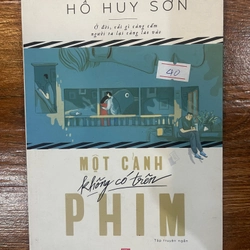 HỒ HUY SƠN
Ở đời, cái gì càng cấm
người ta lại càng lao vào
40
MỘT CẢNH
không có trên
PHIM
Tập truyện ngắn